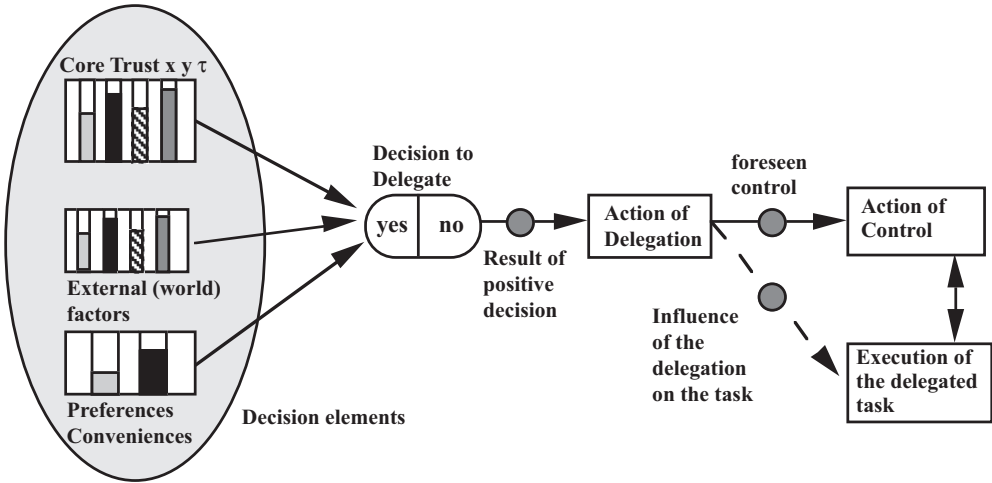 Core Trust x y τ
External (world)
factors
Preferences
Conveniences
Decision elements
Decision to
Delegate
yes no
Result of
positive
decision
Action of
Delegation
foreseen
control
Influence
of the
delegation
on the task
Action of
Control
Execution of
the delegated
task